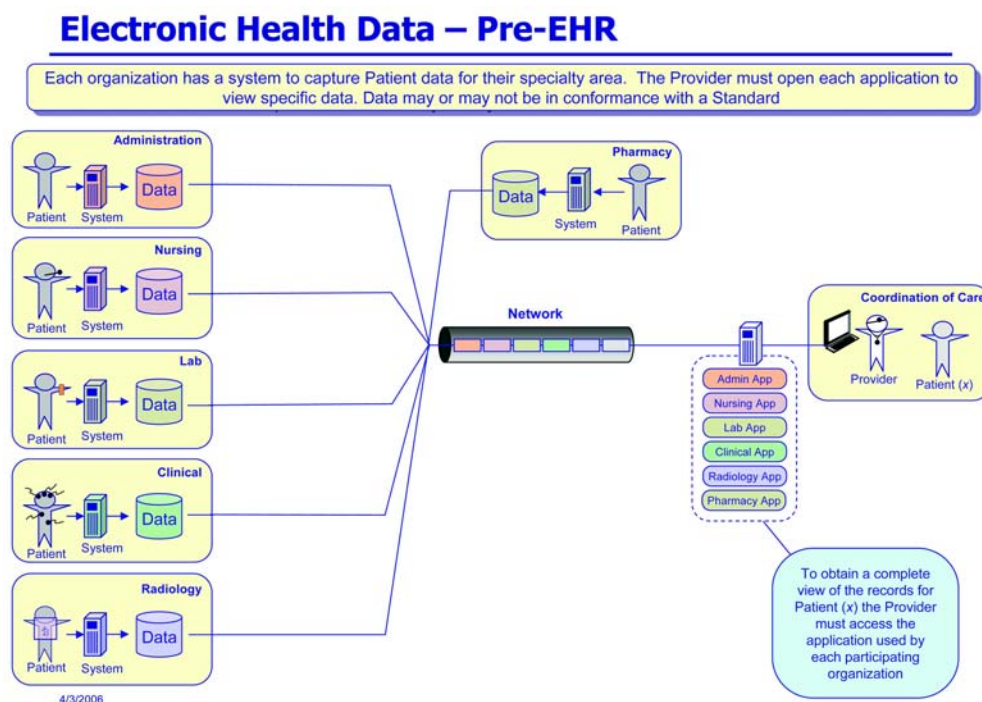 Electronic Health Data – Pre-EHR
Each organization has a system to capture Patient data for their specialty area. The Provider must open each application to
view specific data. Data may or may not be in conformance with a Standard
Administration
Data
Patient
System
Nursing
Data
Patient
System
Lab
Data
Patient
System
Clinical
Data
Patient
System
Radiology
Data
Patient
System
Pharmacy
Data
System
Patient
Network
Coordination of Care
Provider
Patient (x)
Admin App
Nursing App
Lab App
Clinical App
Radiology App
Pharmacy App
To obtain a complete
view of the records for
Patient (x) the Provider
must access the
application used by
each participating
organization
4/3/2006